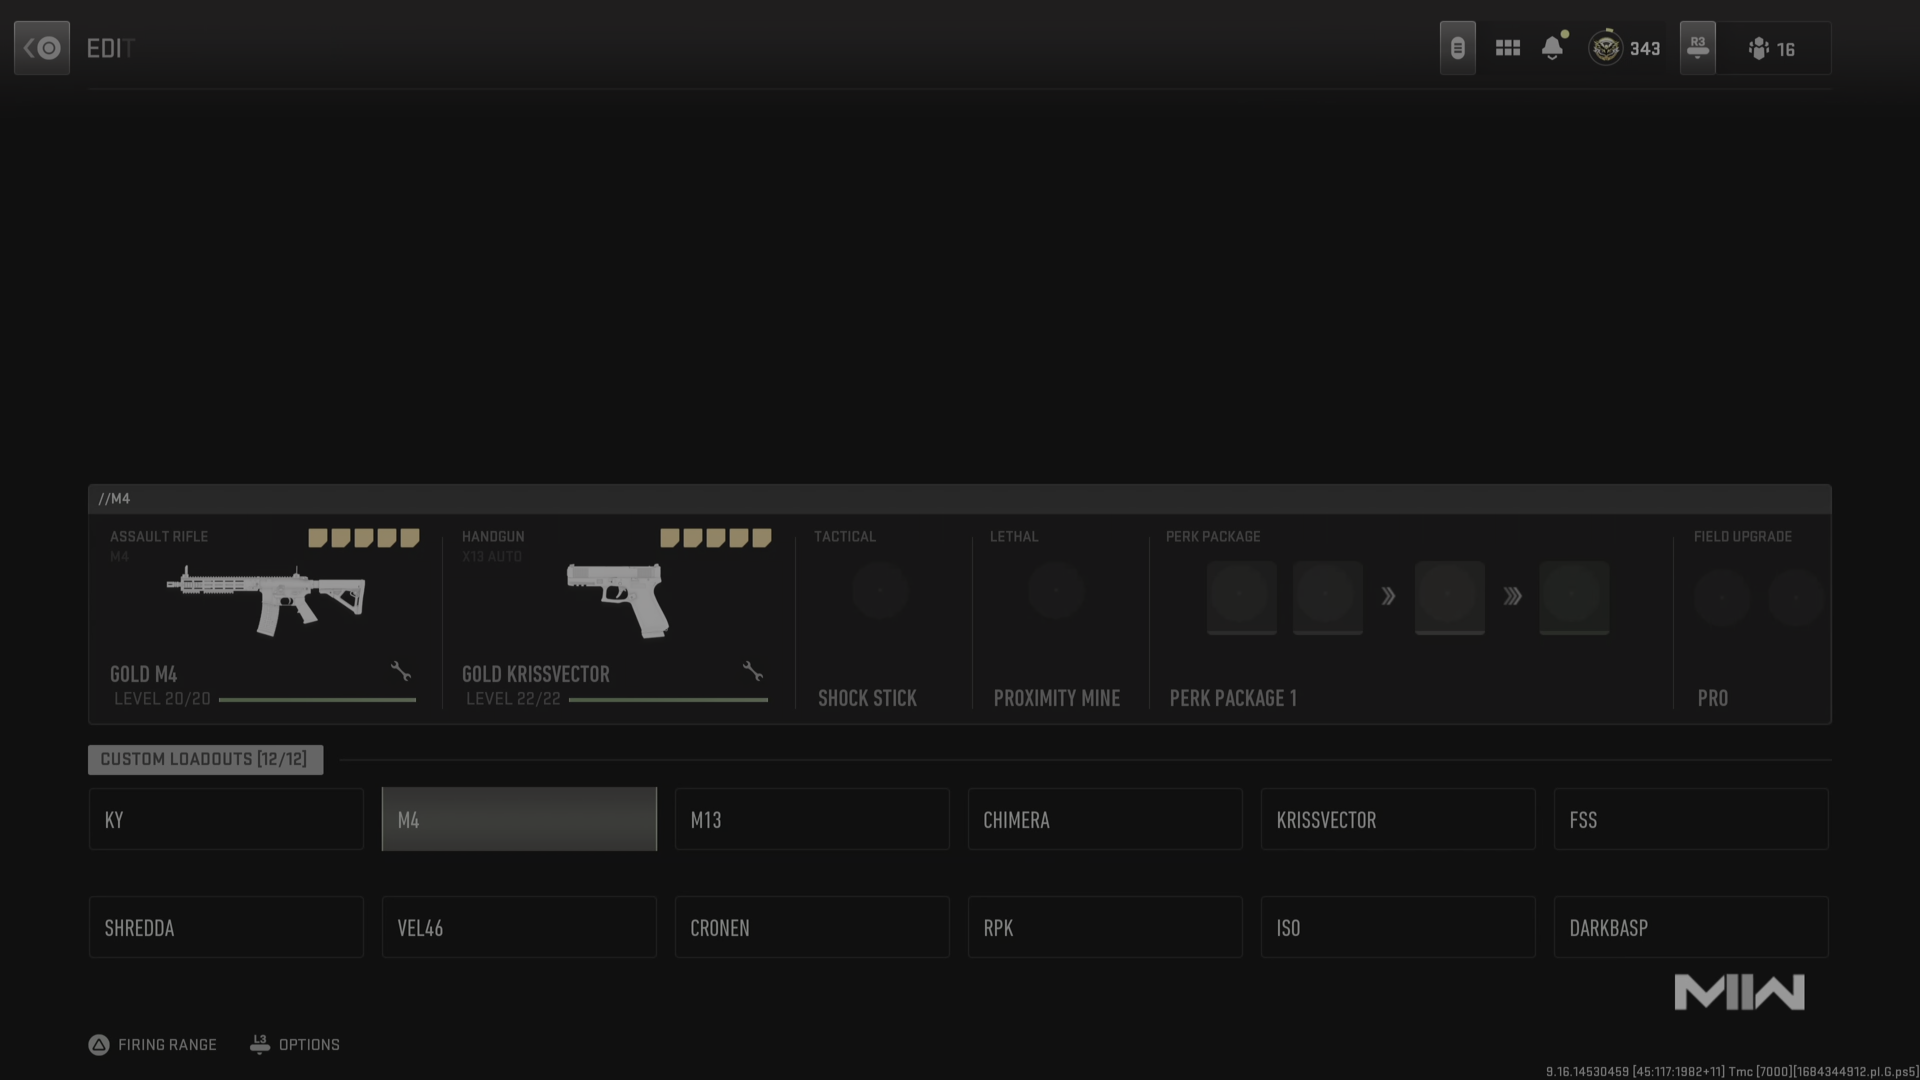 EDIT
343
R3
16
//M4
ASSAULT RIFLE
M4
GOLD M4
LEVEL 20/20
HANDGUN
X13 AUTO
GOLD KRISSVECTOR
LEVEL 22/22
TACTICAL
SHOCK STICK
LETHAL
PROXIMITY MINE
PERK PACKAGE
PERK PACKAGE 1
FIELD UPGRADE
PRO
CUSTOM LOADOUTS [12/12]
KY
M4
M13
CHIMERA
KRISSVECTOR
FSS
SHREDDA
VEL46
CRONEN
RPK
ISO
DARKBASP
MW
FIRING RANGE
L3
OPTIONS
9.16.14530459 [45:117:1982+11] Tmc [7000][1684344912.pl.G.ps5]